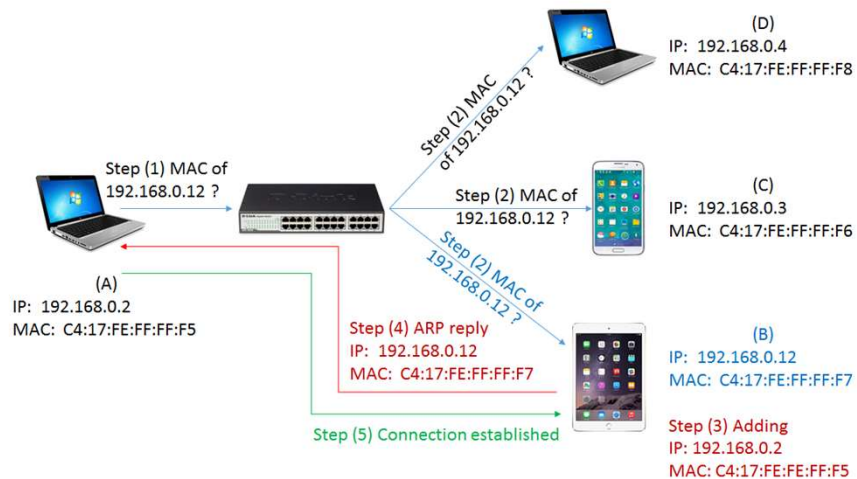 (D)
IP: 192.168.0.4
MAC: C4:17:FE:FF:FF:F8
Step (2) MAC
of 192.168.0.12 ?
Step (1) MAC of
192.168.0.12 ?
Step (2) MAC of
192.168.0.12 ?
(C)
IP: 192.168.0.3
MAC: C4:17:FE:FF:FF:F6
Step (2) MAC of
192.168.0.12 ?
(A)
IP: 192.168.0.2
MAC: C4:17:FE:FF:FF:F5
Step (4) ARP reply
IP: 192.168.0.12
MAC: C4:17:FE:FF:FF:F7
(B)
IP: 192.168.0.12
MAC: C4:17:FE:FF:FF:F7
Step (5) Connection established
Step (3) Adding
IP: 192.168.0.2
MAC: C4:17:FE:FE:FF:F5